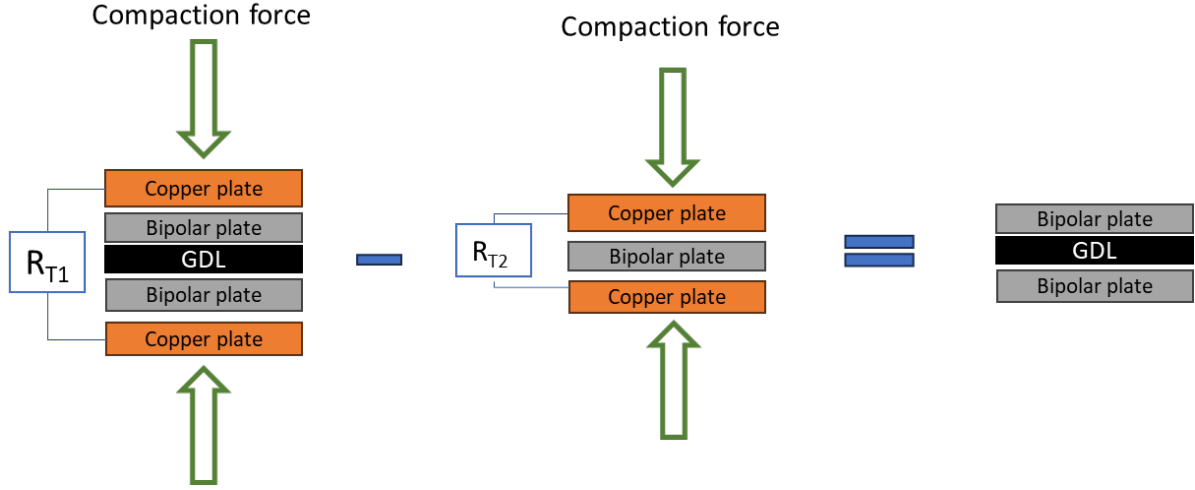 Compaction force
Copper plate
Bipolar plate
GDL
Bipolar plate
Copper plate
RT1
Compaction force
Copper plate
Bipolar plate
Copper plate
RT2
Bipolar plate
GDL
Bipolar plate